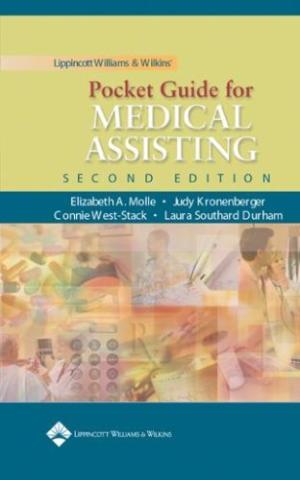 Lippincott Williams & Wilkins'
Pocket Guide for
MEDICAL
ASSISTING
SECOND EDITION
Elizabeth A. Molle • Judy Kronenberger
Connie West-Stack • Laura Southard Durham
LIPPINCOTT WILLIAMS & WILKINS